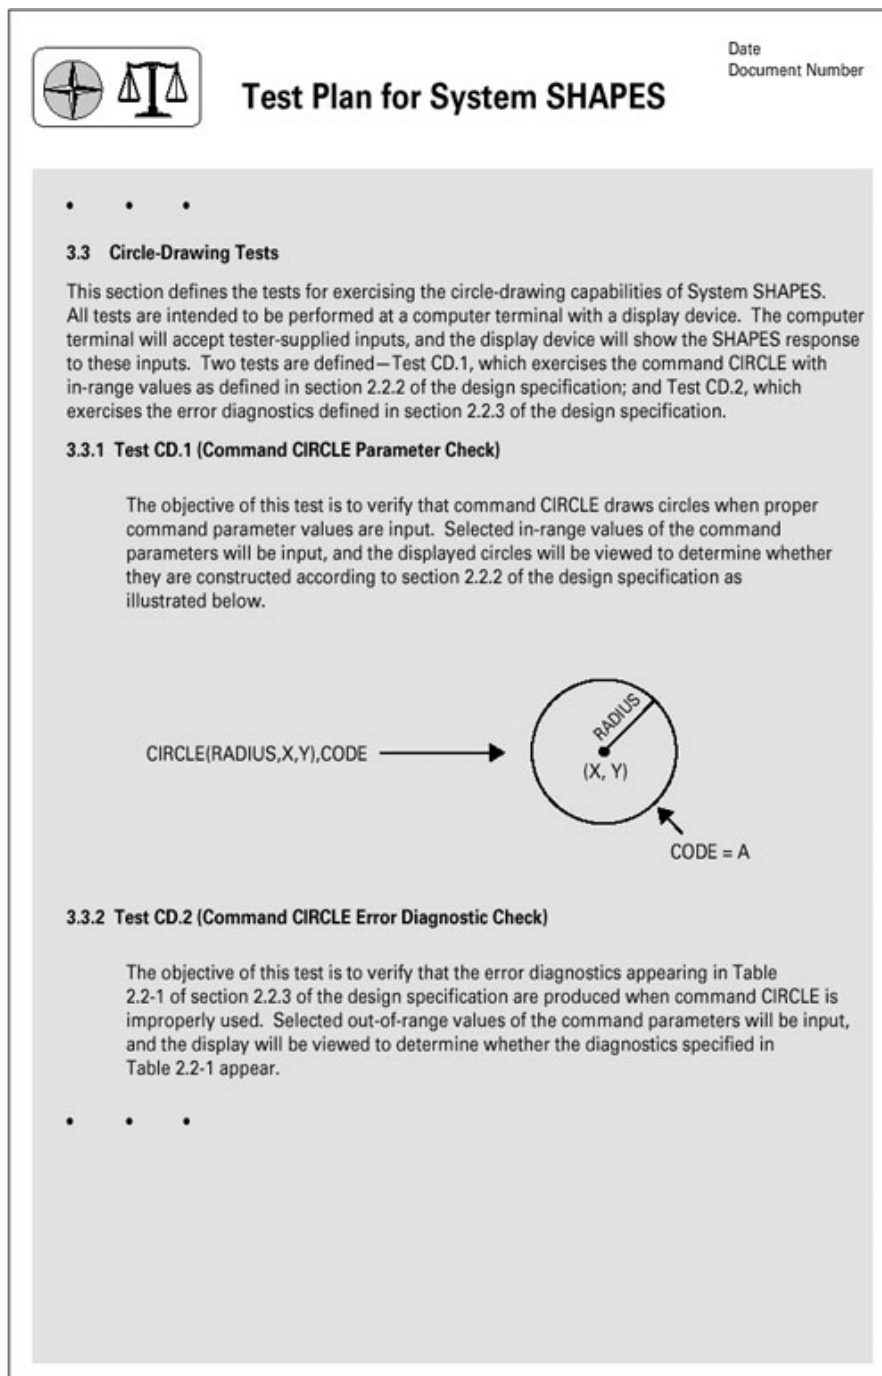 Date
Document Number
Test Plan for System SHAPES
• • •
3.3 Circle-Drawing Tests
This section defines the tests for exercising the circle-drawing capabilities of System SHAPES.
All tests are intended to be performed at a computer terminal with a display device. The computer
terminal will accept tester-supplied inputs, and the display device will show the SHAPES response
to these inputs. Two tests are defined—Test CD.1, which exercises the command CIRCLE with
in-range values as defined in section 2.2.2 of the design specification; and Test CD.2, which
exercises the error diagnostics defined in section 2.2.3 of the design specification.
3.3.1 Test CD.1 (Command CIRCLE Parameter Check)
The objective of this test is to verify that command CIRCLE draws circles when proper
command parameter values are input. Selected in-range values of the command
parameters will be input, and the displayed circles will be viewed to determine whether
they are constructed according to section 2.2.2 of the design specification as
illustrated below.
RADIUS
CIRCLE(RADIUS,X,Y),CODE
(X, Y)
CODE = A
3.3.2 Test CD.2 (Command CIRCLE Error Diagnostic Check)
The objective of this test is to verify that the error diagnostics appearing in Table
2.2-1 of section 2.2.3 of the design specification are produced when command CIRCLE is
improperly used. Selected out-of-range values of the command parameters will be input,
and the display will be viewed to determine whether the diagnostics specified in
Table 2.2-1 appear.
• • •